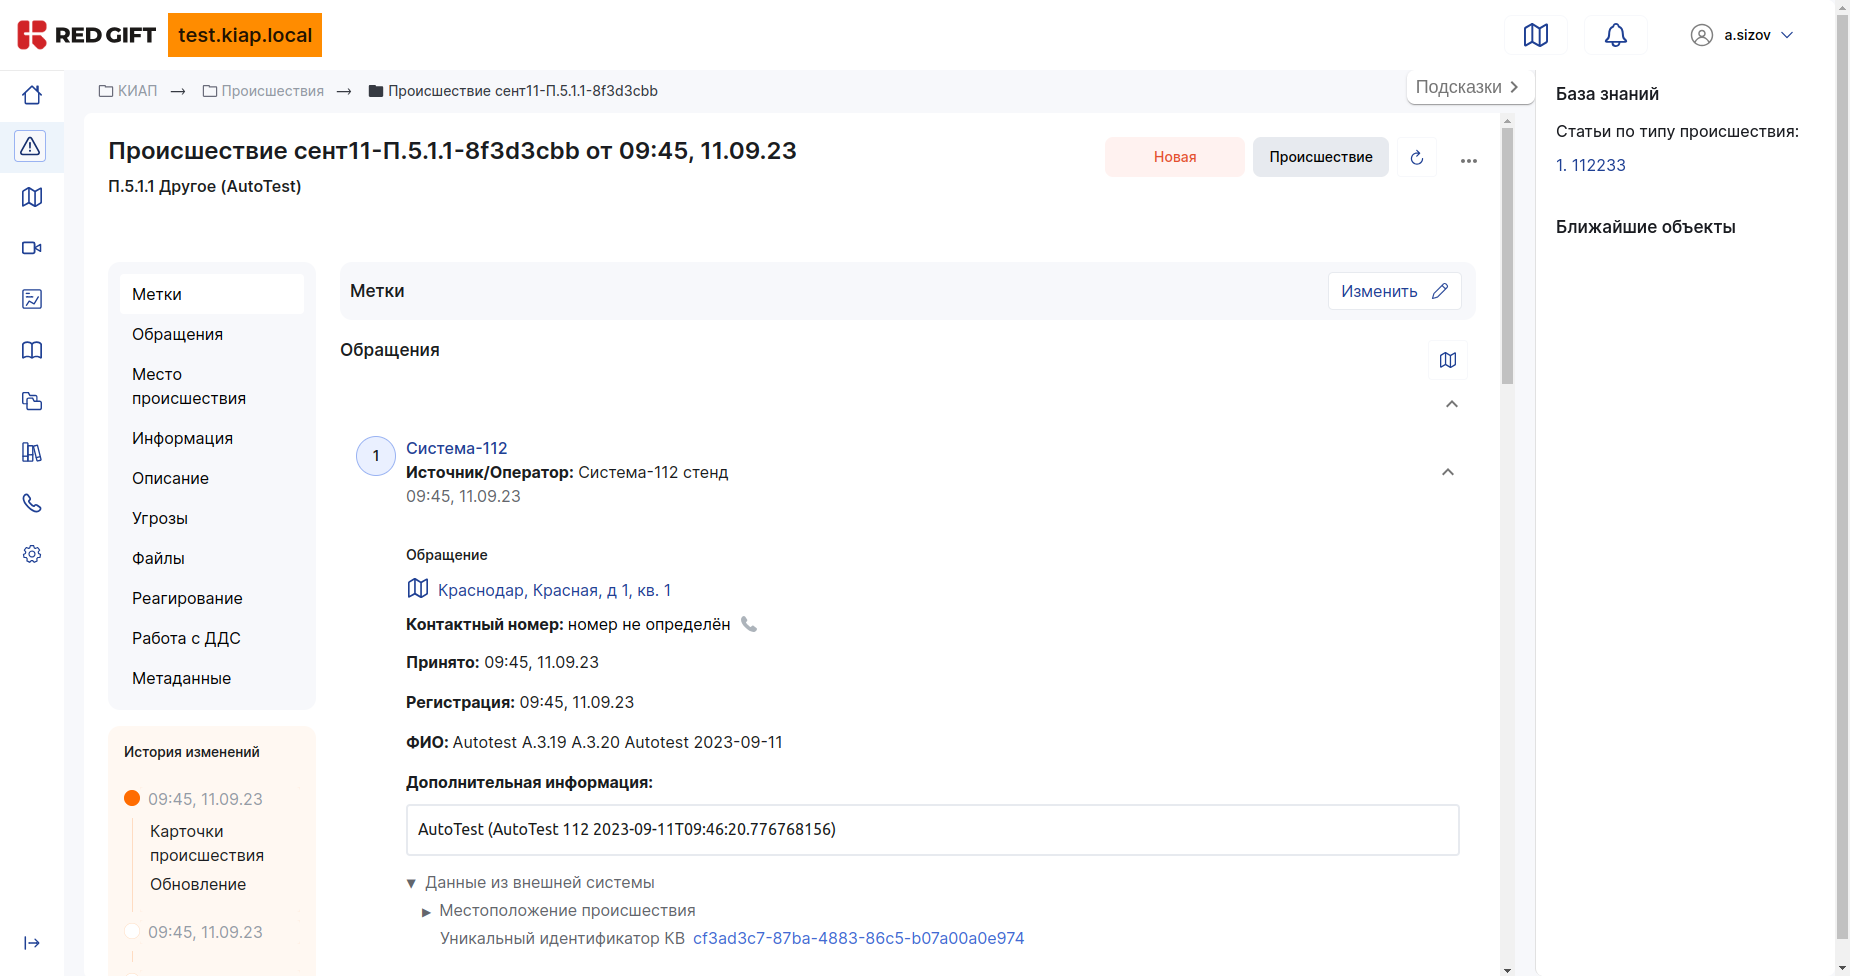 RED GIFT
test.kiap.local
a.sizov
КИАП → Происшествия → Происшествие сент11-П.5.1.1-8f3d3cbb
Подсказки
Происшествие сент11-П.5.1.1-8f3d3cbb от 09:45, 11.09.23
П.5.1.1 Другое (AutoTest)
Новая
Происшествие
Метки
Обращения
Место
происшествия
Информация
Описание
Угрозы
Файлы
Реагирование
Работа с ДДС
Метаданные
История изменений
09:45, 11.09.23
Карточки
происшествия
Обновление
09:45, 11.09.23
Метки
Изменить
Обращения
1
Система-112
Источник/Оператор: Система-112 стенд
09:45, 11.09.23
Обращение
Краснодар, Красная, д 1, кв. 1
Контактный номер: номер не определён
Принято: 09:45, 11.09.23
Регистрация: 09:45, 11.09.23
ФИО: Autotest А.3.19 А.3.20 Autotest 2023-09-11
Дополнительная информация:
AutoTest (AutoTest 112 2023-09-11T09:46:20.776768156)
Данные из внешней системы
Местоположение происшествия
Уникальный идентификатор КВ cf3ad3c7-87ba-4883-86c5-b07a00a0e974
База знаний
Статьи по типу происшествия:
1. 112233
Ближайшие объекты